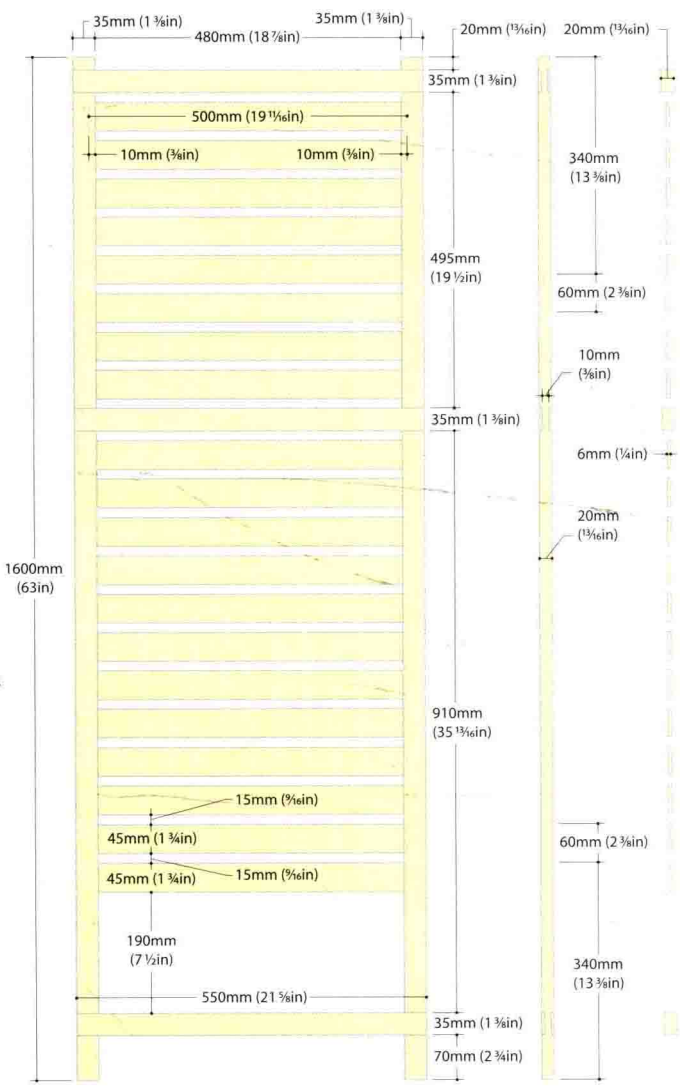 35mm (1 ⅜in)
35mm (1 ⅜in)
480mm (18 ⅞in)
20mm (¹³⁄₁₆in)
20mm (¹³⁄₁₆in)
35mm (1 ⅜in)
500mm (19 ¹¹⁄₁₆in)
10mm (⅜in)
10mm (⅜in)
340mm
(13 ⅜in)
495mm
(19 ½in)
60mm (2 ⅜in)
10mm
(⅜in)
35mm (1 ⅜in)
6mm (¼in)
20mm
(¹³⁄₁₆in)
1600mm
(63in)
910mm
(35 ¹³⁄₁₆in)
15mm (⁹⁄₁₆in)
45mm (1 ¾in)
60mm (2 ⅜in)
15mm (⁹⁄₁₆in)
45mm (1 ¾in)
190mm
(7 ½in)
340mm
(13 ⅜in)
550mm (21 ⅝in)
35mm (1 ⅜in)
70mm (2 ¾in)